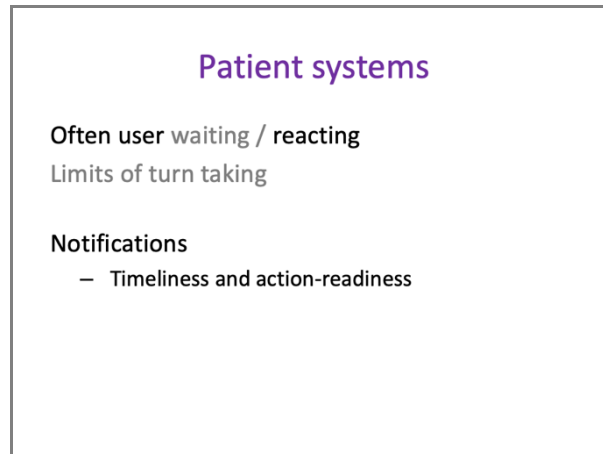 Patient systems
Often user waiting / reacting
Limits of turn taking
Notifications
– Timeliness and action-readiness